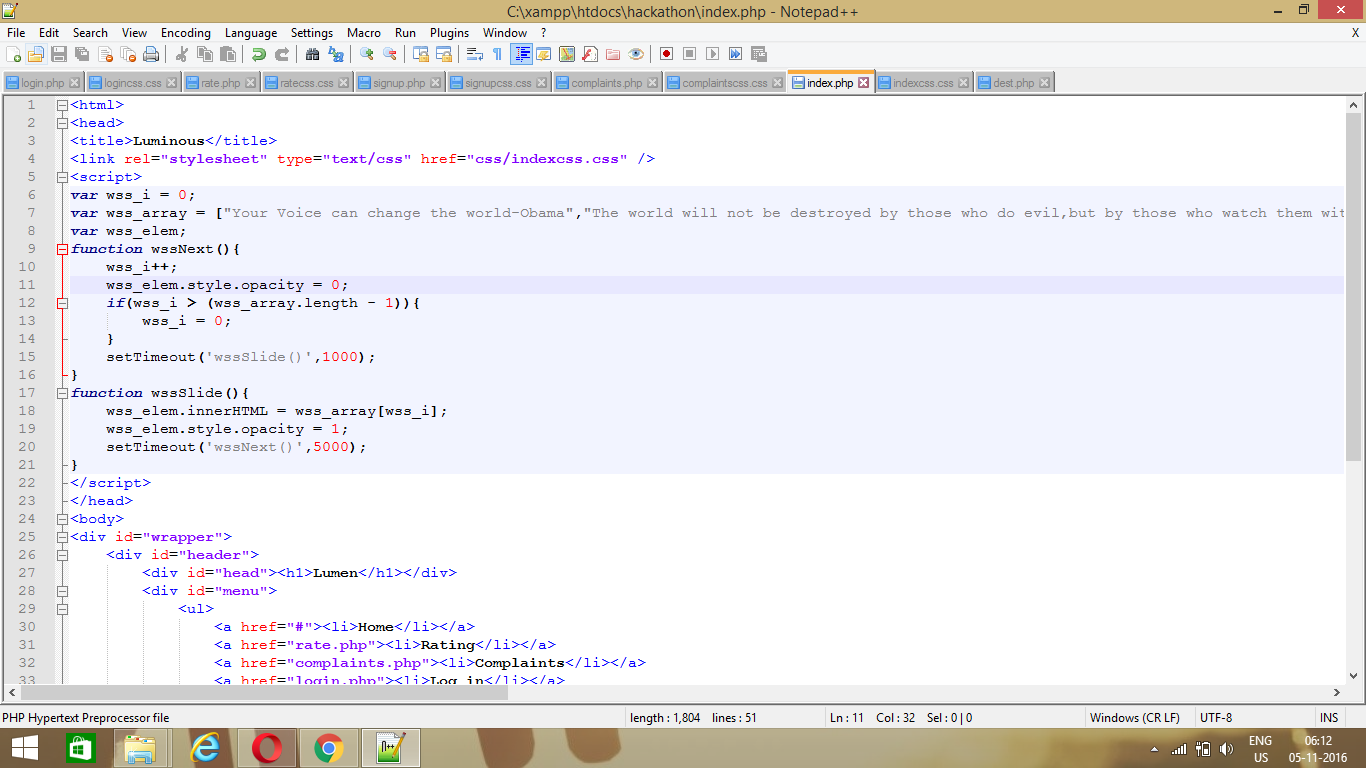 C:\xampp\htdocs\hackathon\index.php - Notepad++
File Edit Search View Encoding Language Settings Macro Run Plugins Window ? X
login.php logincss.css rate.php ratecss.css signup.php signupcss.css complaints.php complaintscss.css index.php indexcss.css dest.php
1 <html>
2 <head>
3 <title>Luminous</title>
4 <link rel="stylesheet" type="text/css" href="css/indexcss.css" />
5 <script>
6 var wss_i = 0;
7 var wss_array = ["Your Voice can change the world-Obama","The world will not be destroyed by those who do evil,but by those who watch them wit
8 var wss_elem;
9 function wssNext(){
10 wss_i++;
11 wss_elem.style.opacity = 0;
12 if(wss_i > (wss_array.length - 1)){
13 wss_i = 0;
14 }
15 setTimeout('wssSlide()',1000);
16 }
17 function wssSlide(){
18 wss_elem.innerHTML = wss_array[wss_i];
19 wss_elem.style.opacity = 1;
20 setTimeout('wssNext()',5000);
21 }
22 </script>
23 </head>
24 <body>
25 <div id="wrapper">
26 <div id="header">
27 <div id="head"><h1>Lumen</h1></div>
28 <div id="menu">
29 <ul>
30 <a href="#"><li>Home</li></a>
31 <a href="rate.php"><li>Rating</li></a>
32 <a href="complaints.php"><li>Complaints</li></a>
33 <a href="login.php"><li>Log in</li></a>
PHP Hypertext Preprocessor file length : 1,804 lines : 51 Ln : 11 Col : 32 Sel : 0 | 0 Windows (CR LF) UTF-8 INS
ENG 06:12
US 05-11-2016